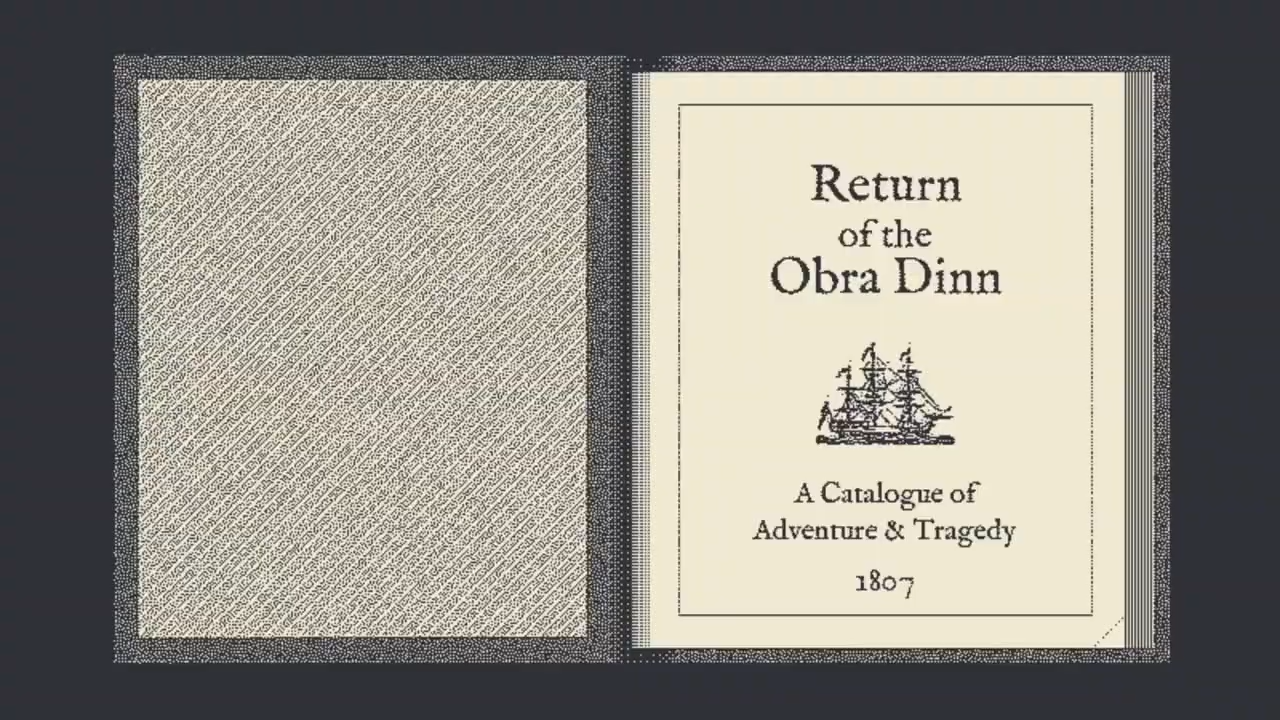 Return
of the
Obra Dinn
A Catalogue of
Adventure & Tragedy
1807